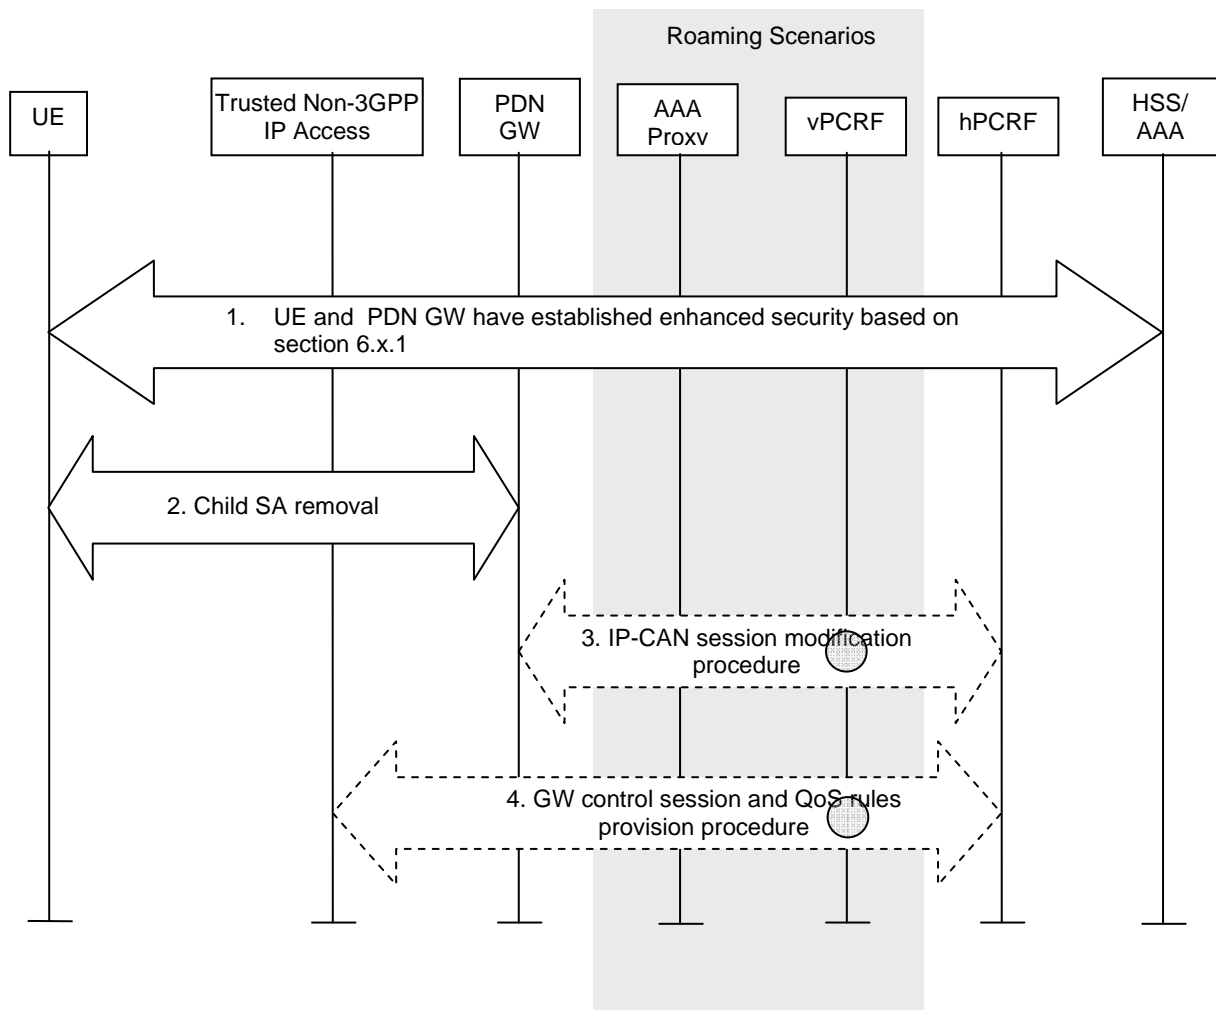 Roaming Scenarios
UE
Trusted Non-3GPP
IP Access
PDN
GW
AAA
Proxv
vPCRF
hPCRF
HSS/
AAA
1. UE and PDN GW have established enhanced security based on
section 6.x.1
2. Child SA removal
3. IP-CAN session modification
procedure
4. GW control session and QoS rules
provision procedure